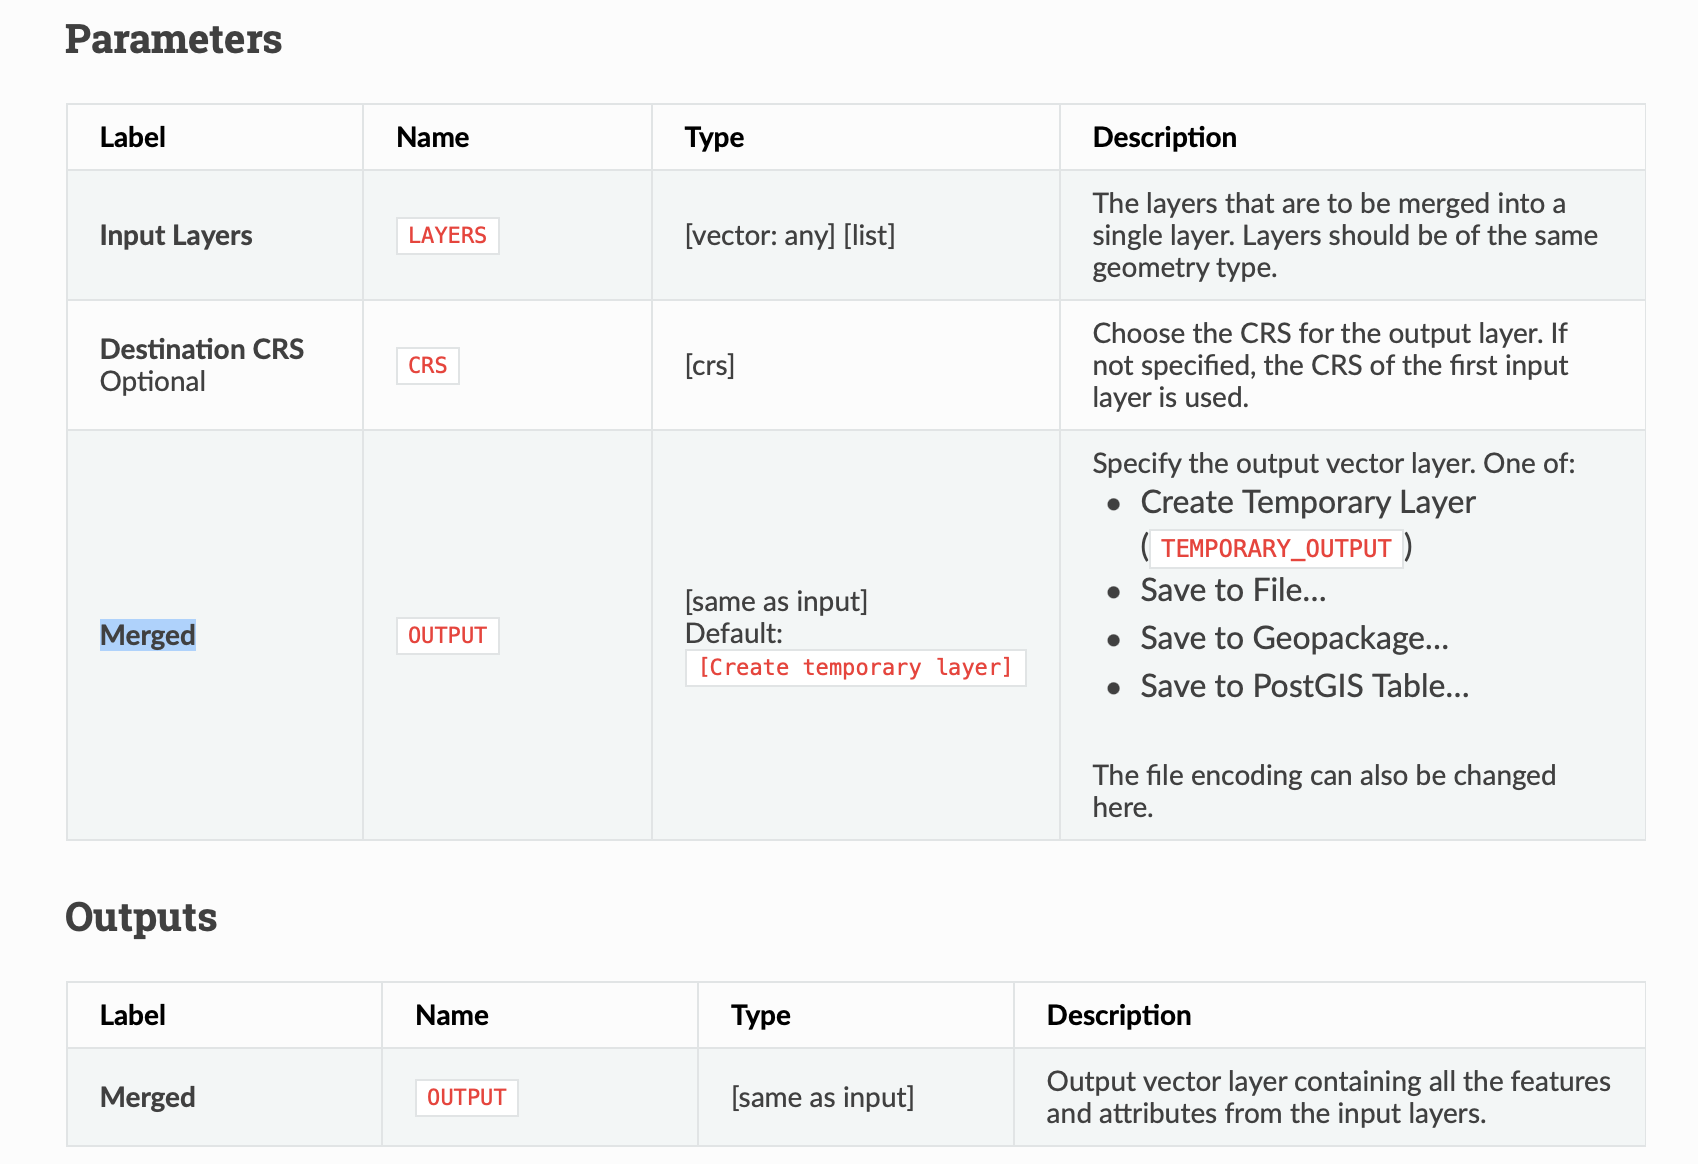 Parameters
Label Name Type Description
Input Layers LAYERS [vector: any] [list] The layers that are to be merged into a
single layer. Layers should be of the same
geometry type.
Destination CRS
Optional CRS [crs] Choose the CRS for the output layer. If
not specified, the CRS of the first input
layer is used.
Merged OUTPUT [same as input]
Default:
[Create temporary layer]
Specify the output vector layer. One of:
• Create Temporary Layer
(TEMPORARY_OUTPUT)
• Save to File...
• Save to Geopackage...
• Save to PostGIS Table...
The file encoding can also be changed
here.
Outputs
Label Name Type Description
Merged OUTPUT [same as input] Output vector layer containing all the features
and attributes from the input layers.